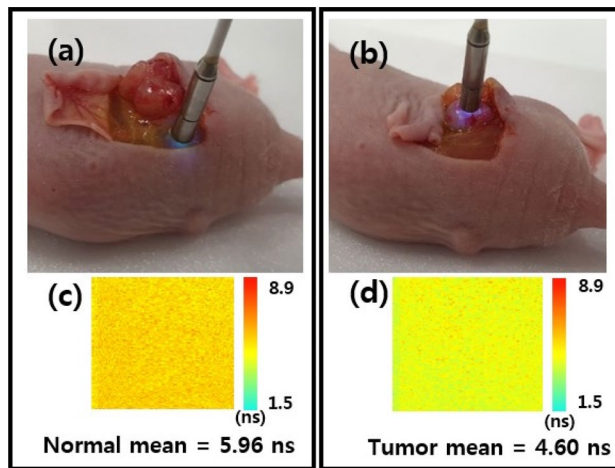 (a)
(b)
(c)
8.9
1.5
(ns)
Normal mean = 5.96 ns
(d)
8.9
1.5
(ns)
Tumor mean = 4.60 ns